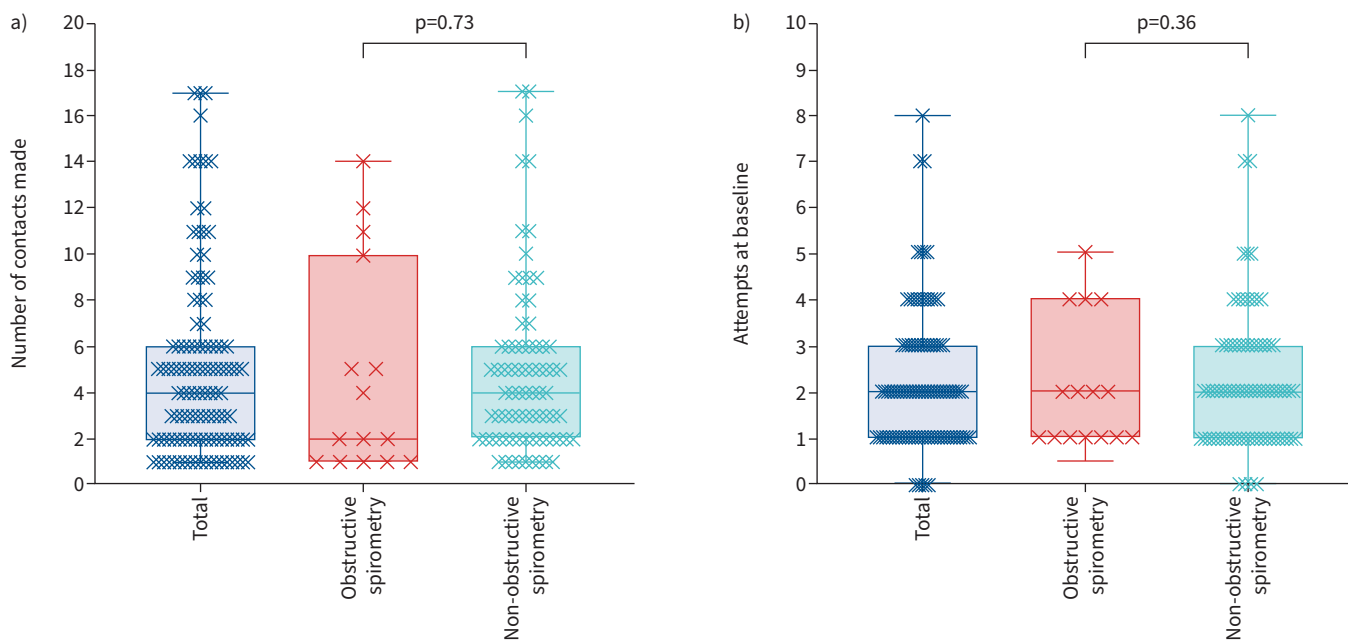 a)
p=0.73
Number of contacts made
20
18
16
14
12
10
8
6
4
2
0
Total
Obstructive
spirometry
Non-obstructive
spirometry
b)
p=0.36
Attempts at baseline
10
9
8
7
6
5
4
3
2
1
0
Total
Obstructive
spirometry
Non-obstructive
spirometry